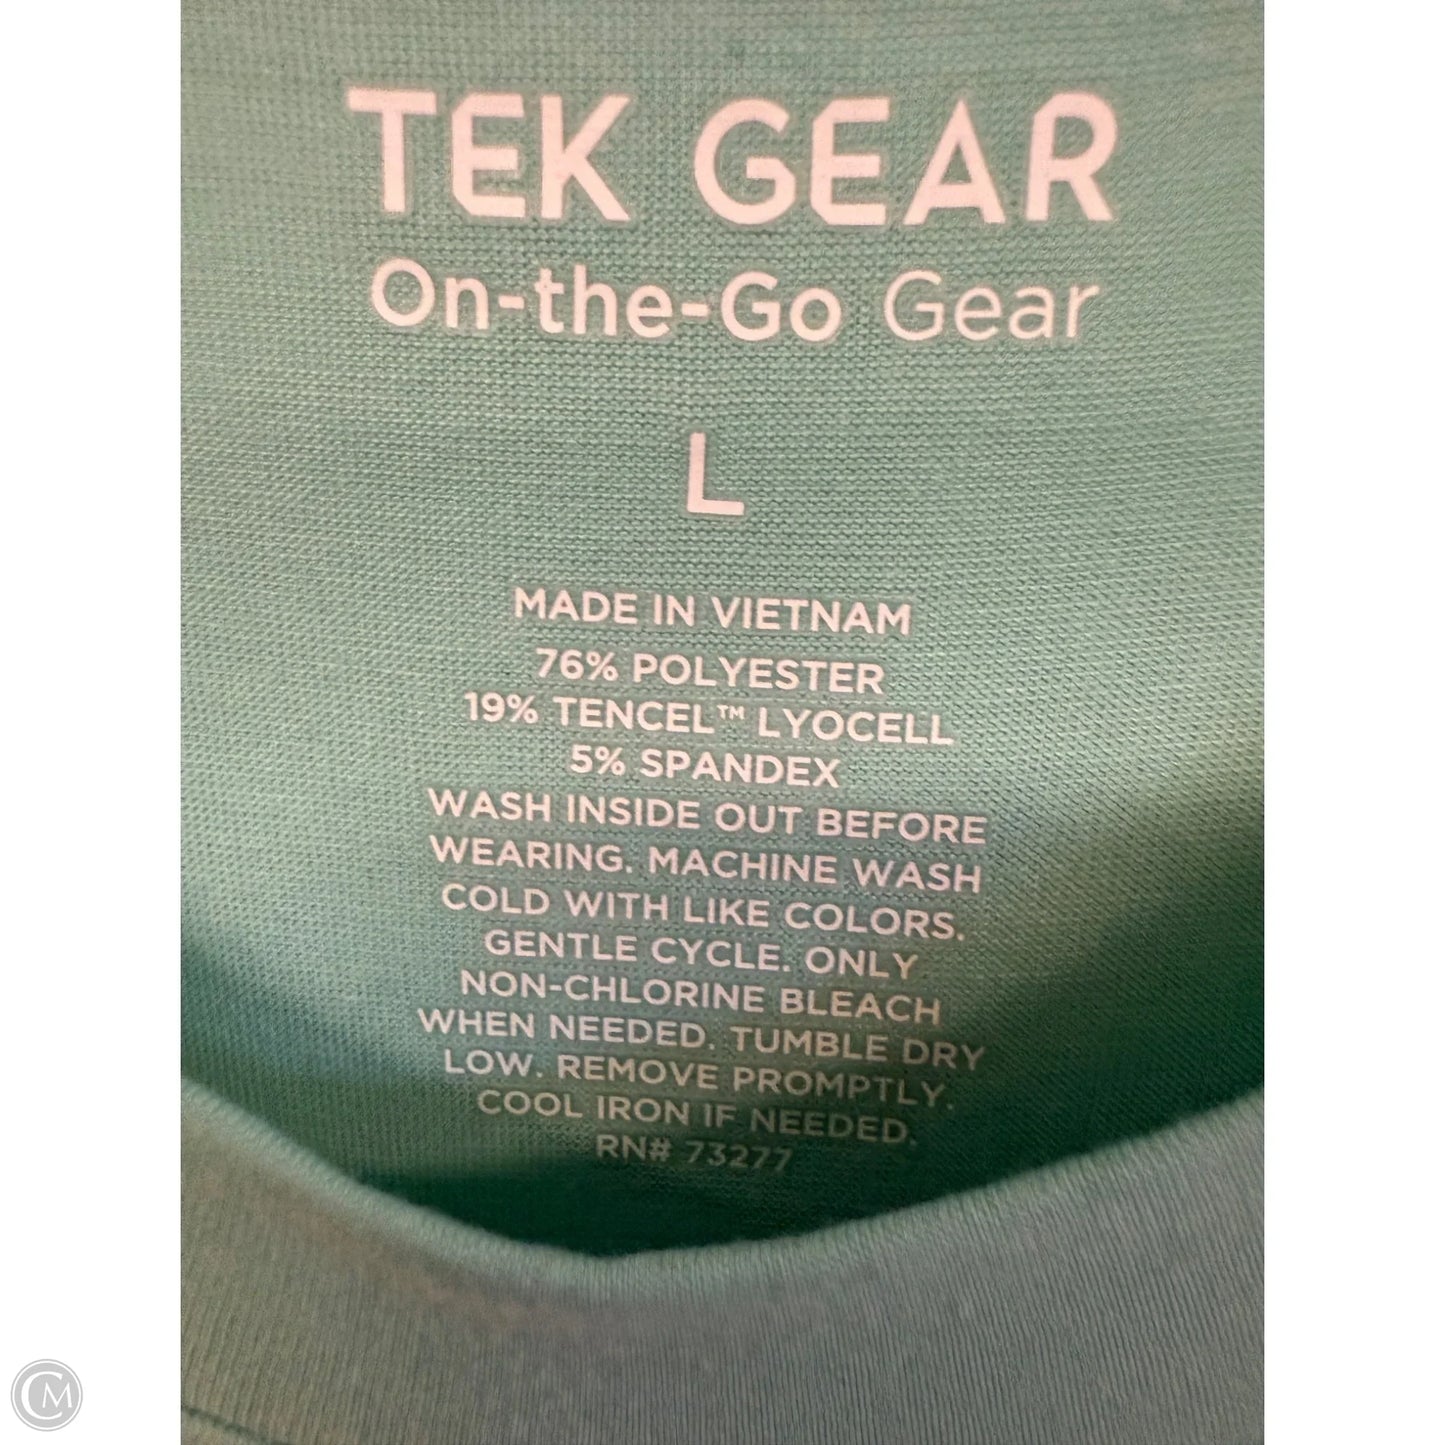 TEK GEAR
On-the-Go Gear
L
MADE IN VIETNAM
76% POLYESTER
19% TENCEL™ LYOCELL
5% SPANDEX
WASH INSIDE OUT BEFORE
WEARING. MACHINE WASH
COLD WITH LIKE COLORS.
GENTLE CYCLE. ONLY
NON-CHLORINE BLEACH
WHEN NEEDED. TUMBLE DRY
LOW. REMOVE PROMPTLY.
COOL IRON IF NEEDED.
RN# 73277
CM